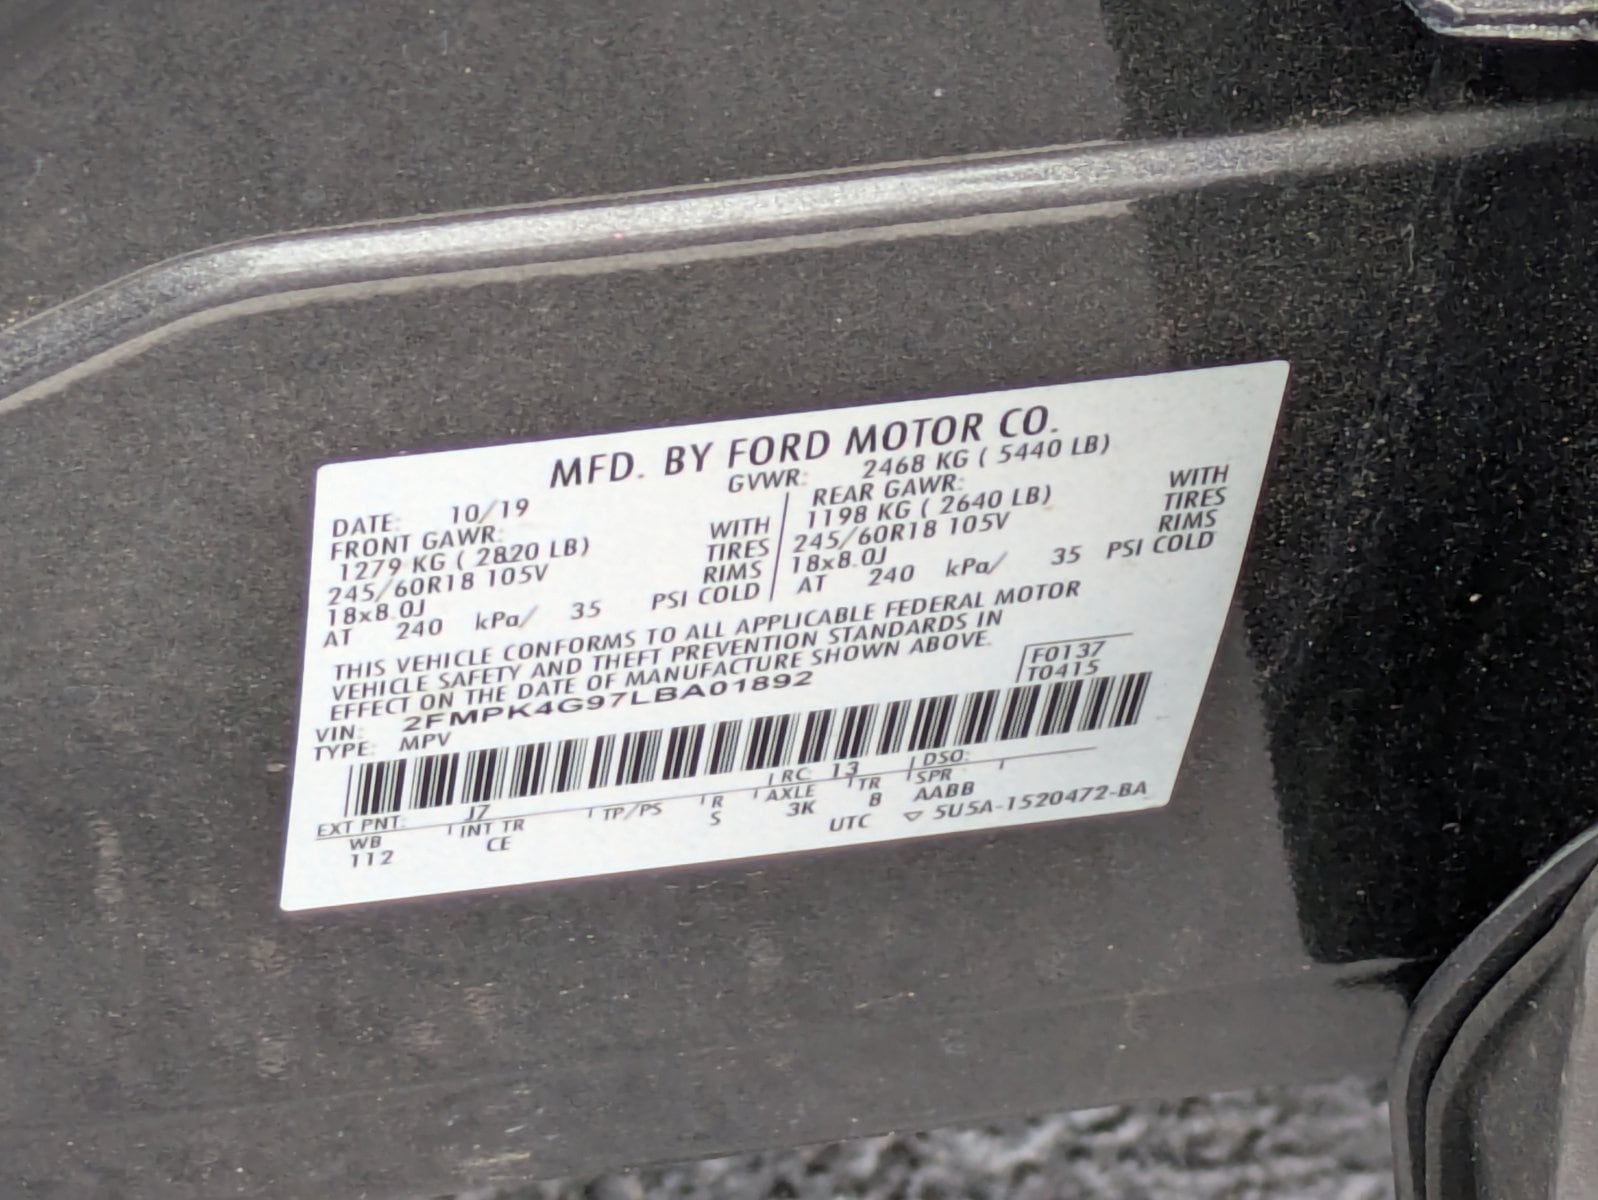 MFD. BY FORD MOTOR CO.
DATE: 10/19 GVWR: 2468 KG ( 5440 LB)
FRONT GAWR: REAR GAWR:
1279 KG ( 2820 LB) WITH 1198 KG ( 2640 LB) WITH
245/60R18 105V TIRES 245/60R18 105V TIRES
18x8.0J RIMS 18x8.0J RIMS
AT 240 kPa/ 35 PSI COLD AT 240 kPa/ 35 PSI COLD
THIS VEHICLE CONFORMS TO ALL APPLICABLE FEDERAL MOTOR
VEHICLE SAFETY AND THEFT PREVENTION STANDARDS IN
EFFECT ON THE DATE OF MANUFACTURE SHOWN ABOVE.
VIN: 2FMPK4G97LBA01892 F0137
TYPE: MPV T0415
EXT PNT: J7 RC: 13 DSO:
WB INT TR TP/PS R AXLE TR SPR
112 CE S 3K 8 AABB
UTC ▽ 5U5A-1520472-BA